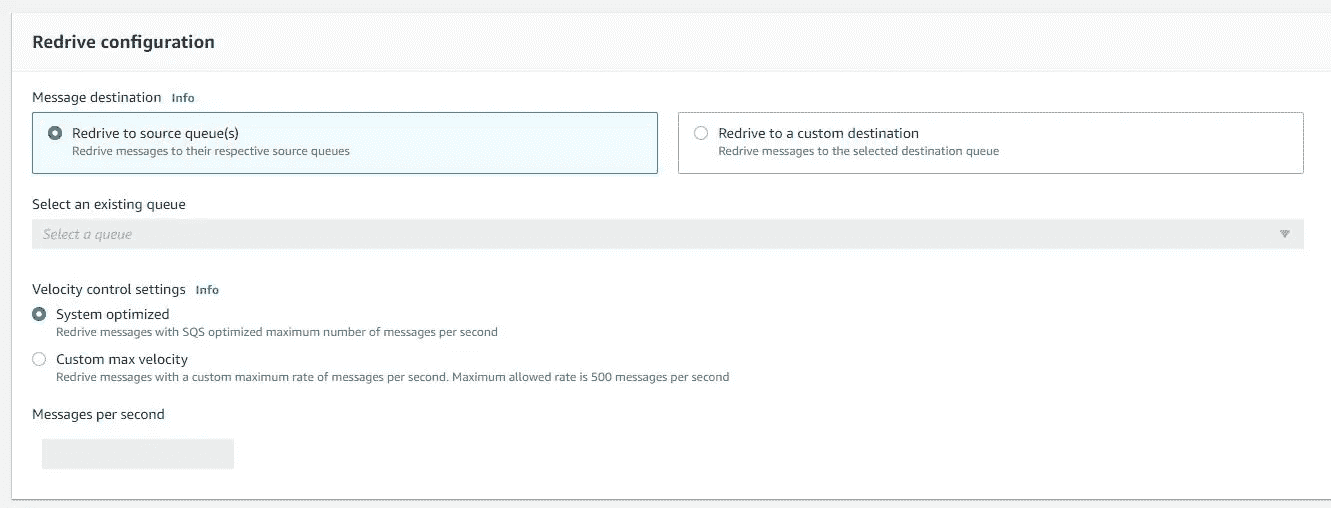 Redrive configuration
Message destination Info
Redrive to source queue(s)
Redrive messages to their respective source queues
Redrive to a custom destination
Redrive messages to the selected destination queue
Select an existing queue
Select a queue
Velocity control settings Info
System optimized
Redrive messages with SQS optimized maximum number of messages per second
Custom max velocity
Redrive messages with a custom maximum rate of messages per second. Maximum allowed rate is 500 messages per second
Messages per second